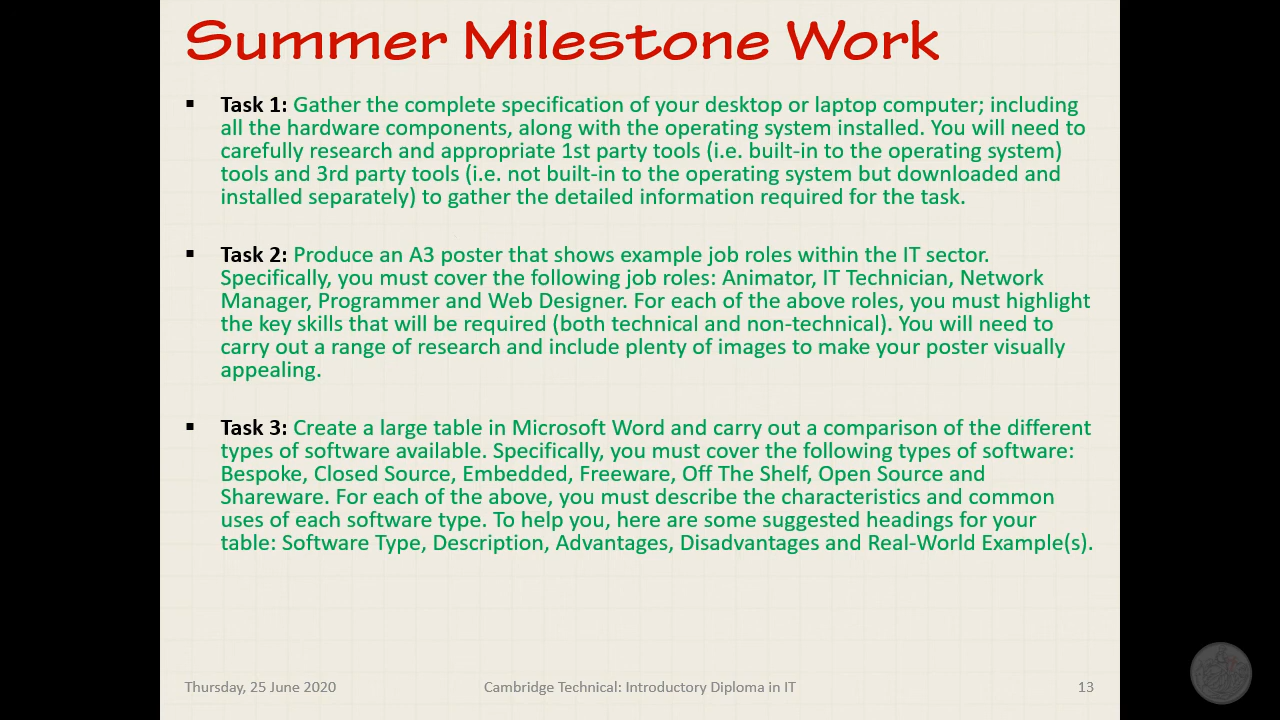 Summer Milestone Work
▪ Task 1: Gather the complete specification of your desktop or laptop computer; including
all the hardware components, along with the operating system installed. You will need to
carefully research and appropriate 1st party tools (i.e. built-in to the operating system)
tools and 3rd party tools (i.e. not built-in to the operating system but downloaded and
installed separately) to gather the detailed information required for the task.
▪ Task 2: Produce an A3 poster that shows example job roles within the IT sector.
Specifically, you must cover the following job roles: Animator, IT Technician, Network
Manager, Programmer and Web Designer. For each of the above roles, you must highlight
the key skills that will be required (both technical and non-technical). You will need to
carry out a range of research and include plenty of images to make your poster visually
appealing.
▪ Task 3: Create a large table in Microsoft Word and carry out a comparison of the different
types of software available. Specifically, you must cover the following types of software:
Bespoke, Closed Source, Embedded, Freeware, Off The Shelf, Open Source and
Shareware. For each of the above, you must describe the characteristics and common
uses of each software type. To help you, here are some suggested headings for your
table: Software Type, Description, Advantages, Disadvantages and Real-World Example(s).
Thursday, 25 June 2020
Cambridge Technical: Introductory Diploma in IT
13